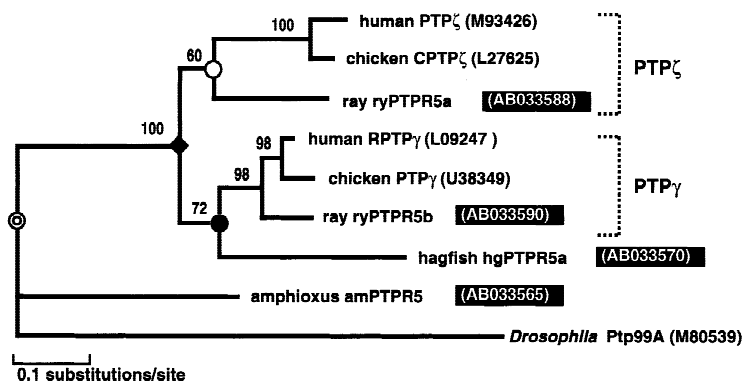 human PTPζ (M93426)
100
60
chicken CPTPζ (L27625)
PTPζ
ray ryPTPR5a (AB033588)
100
human RPTPγ (L09247 )
98
98
chicken PTPγ (U38349)
PTPγ
72
ray ryPTPR5b (AB033590)
hagfish hgPTPR5a (AB033570)
amphioxus amPTPR5 (AB033565)
Drosophila Ptp99A (M80539)
0.1 substitutions/site